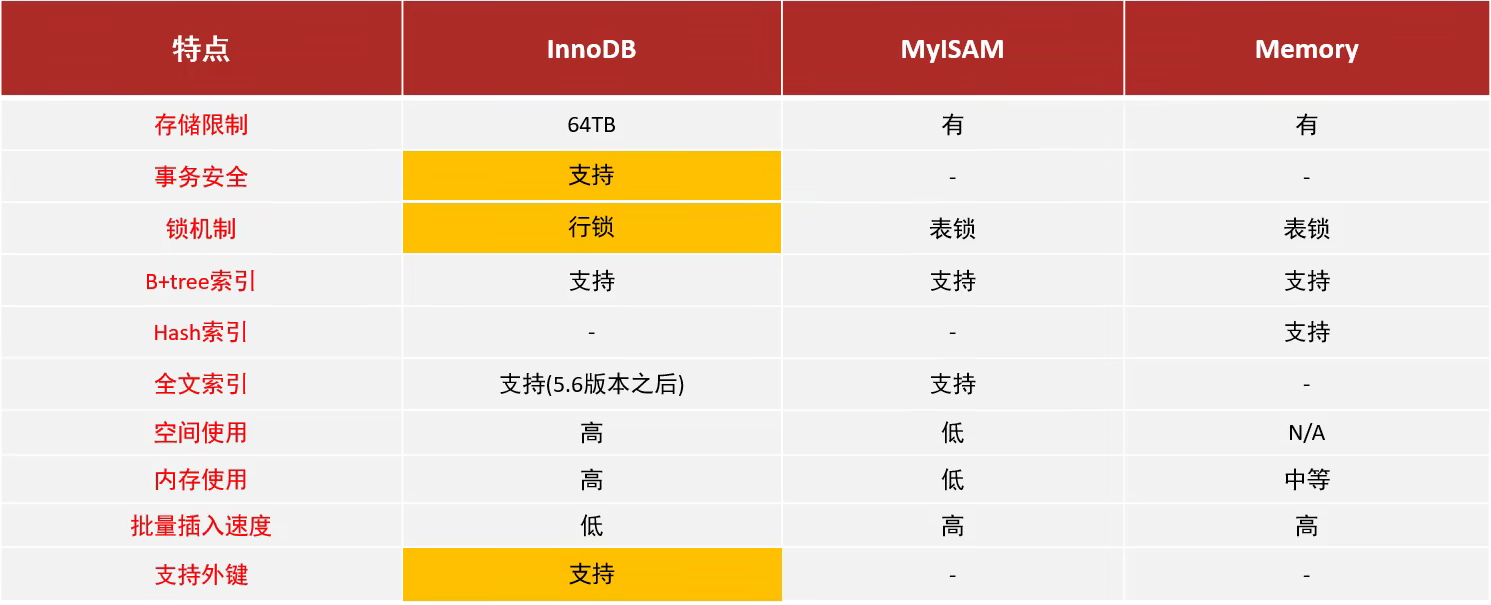 特点 InnoDB MyISAM Memory
存储限制 64TB 有 有
事务安全 支持 - -
锁机制 行锁 表锁 表锁
B+tree索引 支持 支持 支持
Hash索引 - - 支持
全文索引 支持(5.6版本之后) 支持 -
空间使用 高 低 N/A
内存使用 高 低 中等
批量插入速度 低 高 高
支持外键 支持 - -